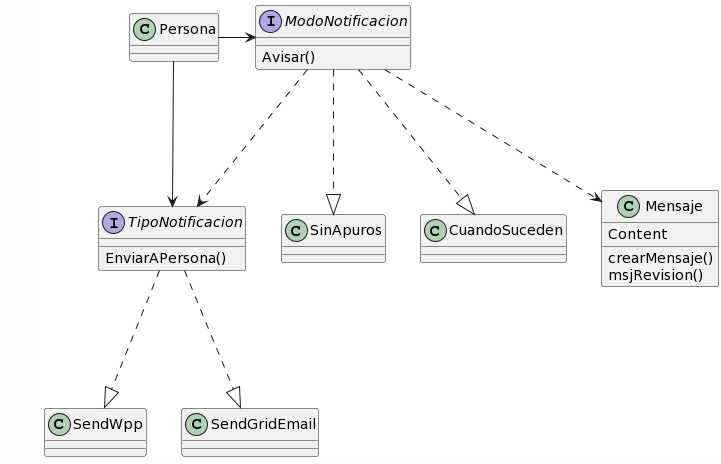 C Persona
I ModoNotificacion
Avisar()
I TipoNotificacion
EnviarAPersona()
C SinApuros
C CuandoSuceden
C Mensaje
Content
crearMensaje()
msjRevision()
C SendWpp
C SendGridEmail